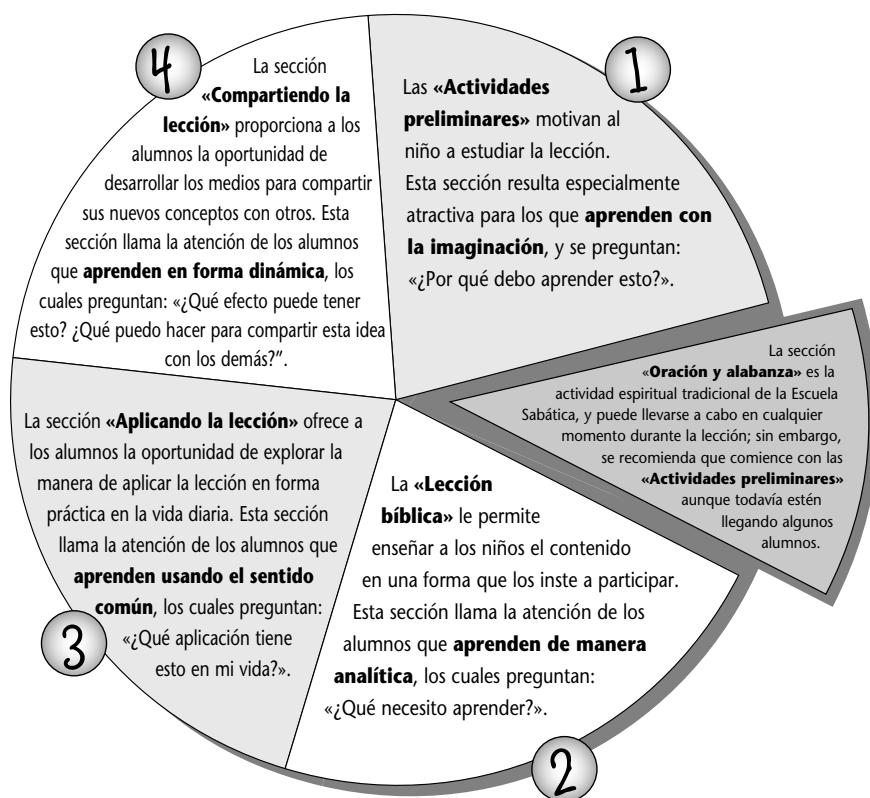 1
Las «Actividades
preliminares» motivan al
niño a estudiar la lección.
Esta sección resulta especialmente
atractiva para los que aprenden con
la imaginación, y se preguntan:
«¿Por qué debo aprender esto?».
La sección
«Oración y alabanza» es la
actividad espiritual tradicional de la Escuela
Sabática, y puede llevarse a cabo en cualquier
momento durante la lección; sin embargo,
se recomienda que comience con las
«Actividades preliminares»
aunque todavía estén
llegando algunos
alumnos.
La «Lección
bíblica» le permite
enseñar a los niños el contenido
en una forma que los inste a participar.
Esta sección llama la atención de los
alumnos que aprenden de manera
analítica, los cuales preguntan:
«¿Qué necesito aprender?».
2
La sección «Aplicando la lección» ofrece a
los alumnos la oportunidad de explorar la
manera de aplicar la lección en forma
práctica en la vida diaria. Esta sección
llama la atención de los alumnos que
aprenden usando el sentido
común, los cuales preguntan:
«¿Qué aplicación tiene
esto en mi vida?».
3
4
La sección
«Compartiendo la
lección» proporciona a los
alumnos la oportunidad de
desarrollar los medios para compartir
sus nuevos conceptos con otros. Esta
sección llama la atención de los alumnos
que aprenden en forma dinámica, los
cuales preguntan: «¿Qué efecto puede tener
esto? ¿Qué puedo hacer para compartir esta idea
con los demás?”.